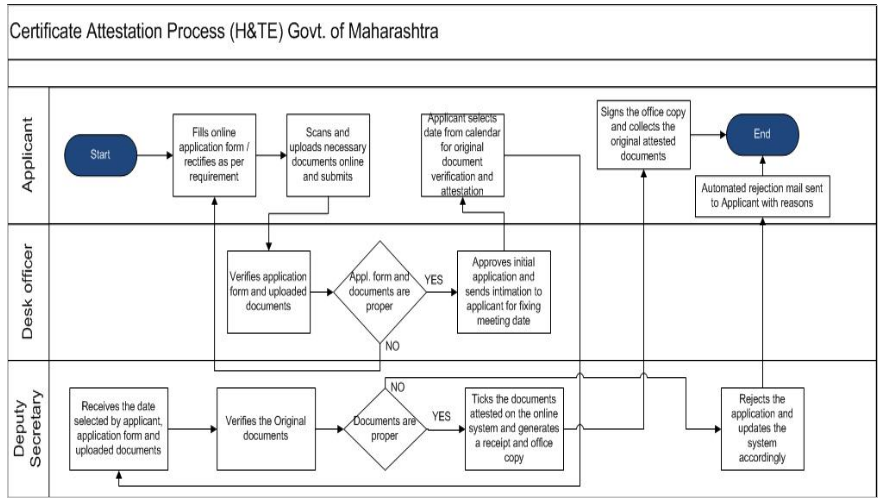 Certificate Attestation Process (H&TE) Govt. of Maharashtra
Applicant
Start
Fills online
application form /
rectifies as per
requirement
Scans and
uploads necessary
documents online
and submits
Applicant selects
date from calendar
for original
document
verification and
attestation
Signs the office copy
and collects the
original attested
documents
End
Automated rejection mail sent
to Applicant with reasons
Desk officer
Verifies application
form and uploaded
documents
Appl. form and
documents are
proper
YES
NO
Approves initial
application and
sends intimation to
applicant for fixing
meeting date
Deputy
Secretary
Receives the date
selected by applicant,
application form and
uploaded documents
Verifies the Original
documents
Documents are
proper
NO
YES
Ticks the documents
attested on the online
system and generates
a receipt and office
copy
Rejects the
application and
updates the
system
accordingly